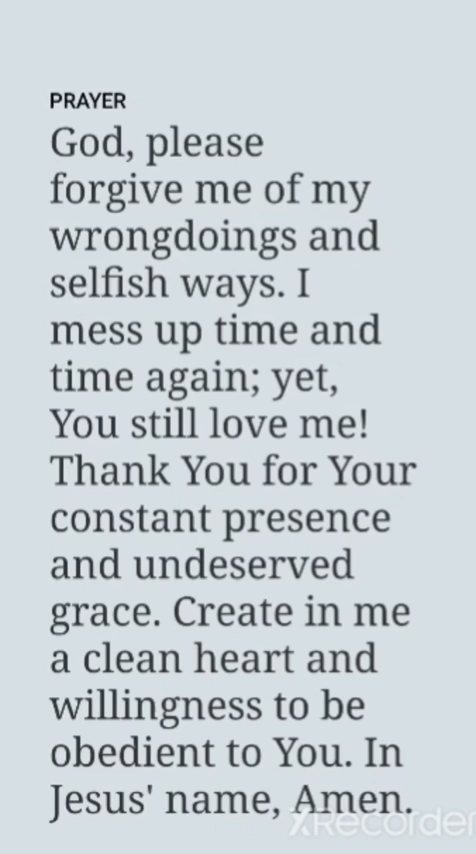 PRAYER
God, please
forgive me of my
wrongdoings and
selfish ways. I
mess up time and
time again; yet,
You still love me!
Thank You for Your
constant presence
and undeserved
grace. Create in me
a clean heart and
willingness to be
obedient to You. In
Jesus' name, Amen.
XRecorder